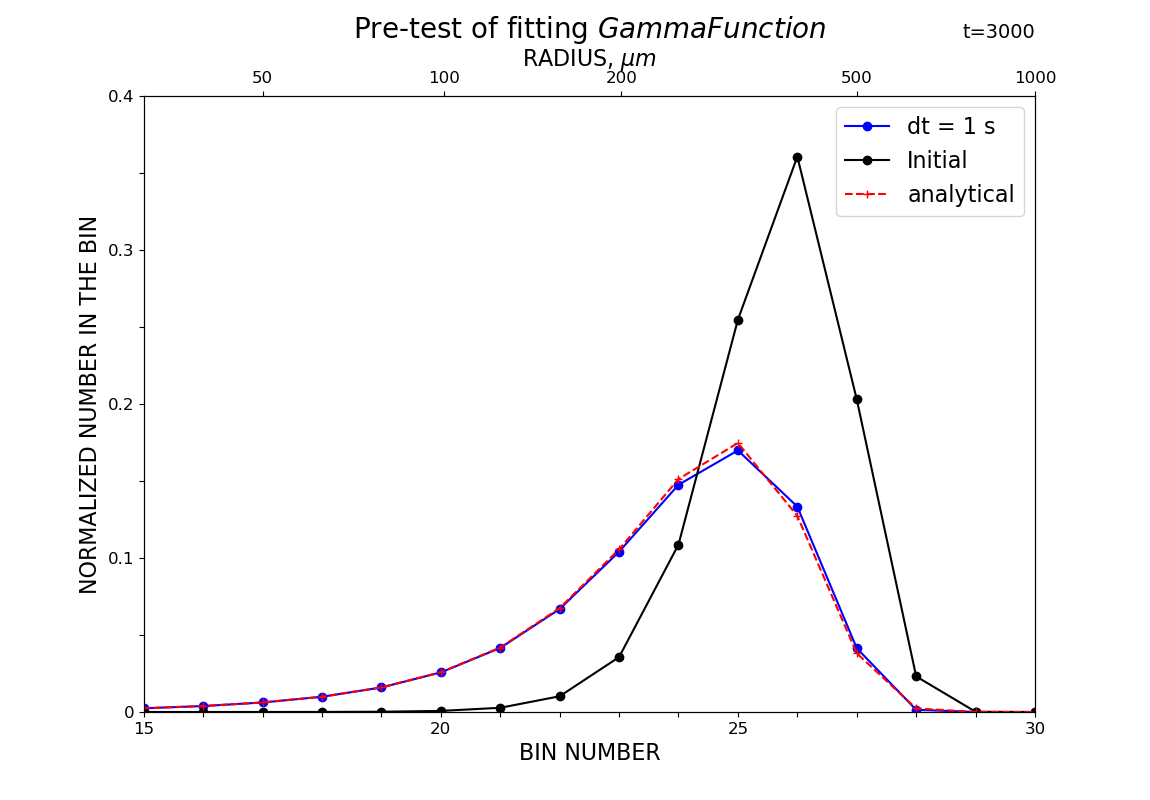 Pre-test of fitting GammaFunction
t=3000
RADIUS, μm
50 100 200 500 1000
dt = 1 s
Initial
analytical
NORMALIZED NUMBER IN THE BIN
0.4
0.3
0.2
0.1
0
15 20 25 30
BIN NUMBER